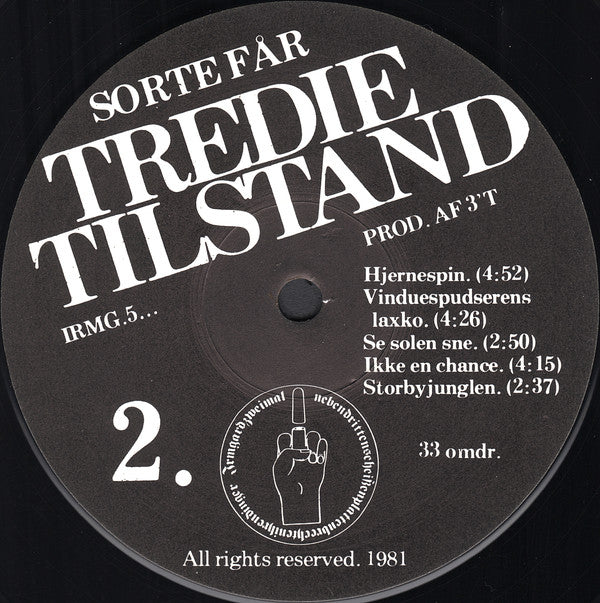 SORTE FÅR
TREDIE
TILSTAND
PROD. AF 3'T
IRMG.5...
Hjernespin. (4:52)
Vinduespudserens
laxko. (4:26)
Se solen sne. (2:50)
Ikke en chance. (4:15)
Storbyjunglen. (2:37)
2.
33 omdr.
Irmgardzweimal
All rights reserved. 1981